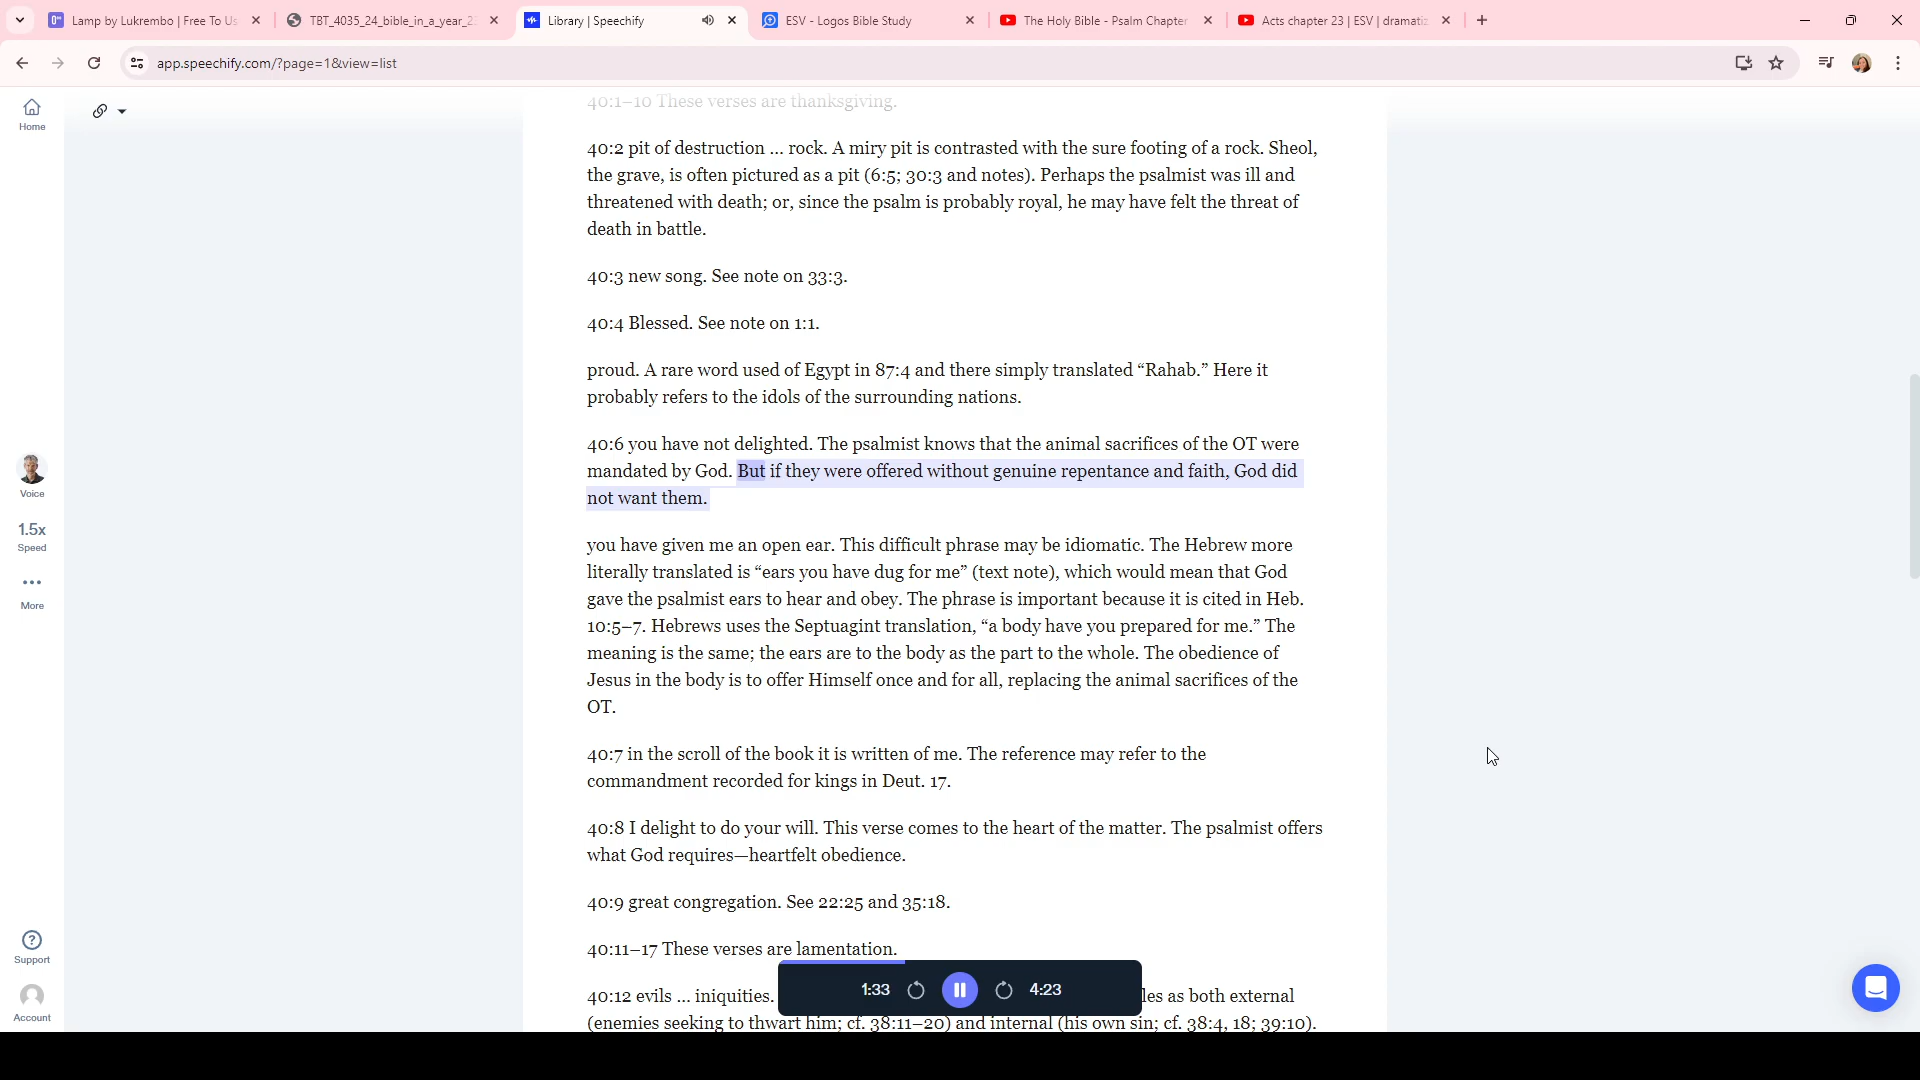 Lamp by Lukrembo | Free To Us
TBT_4035_24_bible_in_a_year_2
Library | Speechify
ESV - Logos Bible Study
The Holy Bible - Psalm Chapter
Acts chapter 23 | ESV | dramati
app.speechify.com/?page=1&view=list
Home
40:1–10 These verses are thanksgiving.
40:2 pit of destruction ... rock. A miry pit is contrasted with the sure footing of a rock. Sheol,
the grave, is often pictured as a pit (6:5; 30:3 and notes). Perhaps the psalmist was ill and
threatened with death; or, since the psalm is probably royal, he may have felt the threat of
death in battle.
40:3 new song. See note on 33:3.
40:4 Blessed. See note on 1:1.
proud. A rare word used of Egypt in 87:4 and there simply translated “Rahab.” Here it
probably refers to the idols of the surrounding nations.
40:6 you have not delighted. The psalmist knows that the animal sacrifices of the OT were
mandated by God. But if they were offered without genuine repentance and faith, God did
not want them.
you have given me an open ear. This difficult phrase may be idiomatic. The Hebrew more
literally translated is “ears you have dug for me” (text note), which would mean that God
gave the psalmist ears to hear and obey. The phrase is important because it is cited in Heb.
10:5–7. Hebrews uses the Septuagint translation, “a body have you prepared for me.” The
meaning is the same; the ears are to the body as the part to the whole. The obedience of
Jesus in the body is to offer Himself once and for all, replacing the animal sacrifices of the
OT.
40:7 in the scroll of the book it is written of me. The reference may refer to the
commandment recorded for kings in Deut. 17.
40:8 I delight to do your will. This verse comes to the heart of the matter. The psalmist offers
what God requires—heartfelt obedience.
40:9 great congregation. See 22:25 and 35:18.
40:11–17 These verses are lamentation.
40:12 evils ... iniquities. les as both external
(enemies seeking to thwart him; cf. 38:11–20) and internal (his own sin; cf. 38:4, 18; 39:10).
Voice
1.5x
Speed
More
Support
Account
1:33
4:23